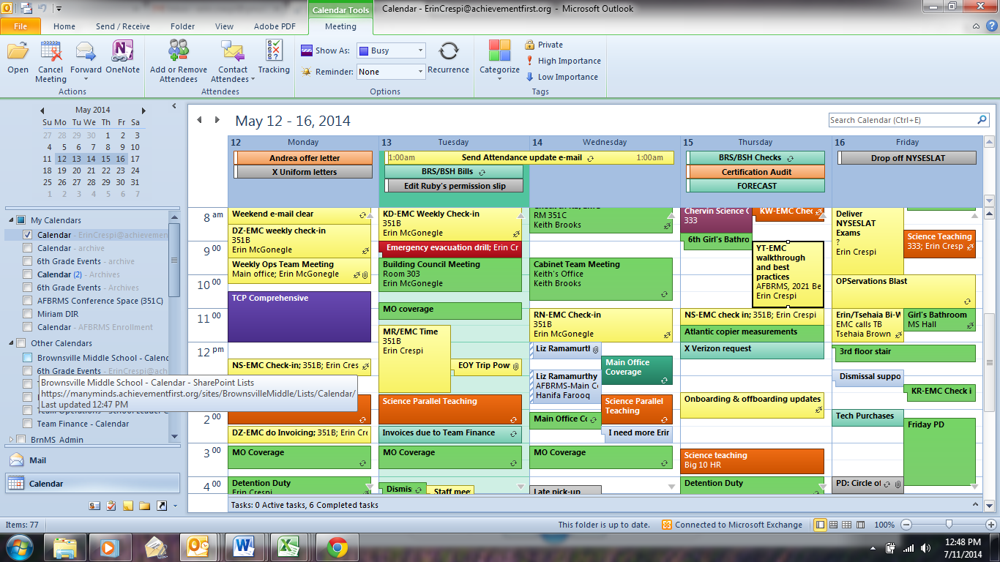 Calendar Tools
Calendar - ErinCrespi@achievementfirst.org - Microsoft Outlook
File
Home
Send / Receive
Folder
View
Adobe PDF
Meeting
Open
Cancel Meeting
Forward
OneNote
Add or Remove Attendees
Contact Attendees
Tracking
Show As:
Busy
Reminder:
None
Recurrence
Categorize
Private
High Importance
Low Importance
Actions
Attendees
Options
Tags
May 2014
Su Mo Tu We Th Fr Sa
27 28 29 30 1 2 3
4 5 6 7 8 9 10
11 12 13 14 15 16 17
18 19 20 21 22 23 24
25 26 27 28 29 30 31
1 2 3 4 5 6 7
My Calendars
Calendar - ErinCrespi@achievemen
Calendar - archive
6th Grade Events - Archives
Calendar (2) - Archives
6th Grade Events - Archives
AFBRMS Conference Space (351C)
Miriam DIR
Calendar - AFBRMS Enrollment
Other Calendars
Brownsville Middle School - Calend
6th Grade Events - ErinCrespi@achiev
Brownsville Middle School - Calendar - SharePoint Lists
https://manyminds.achievementfirst.org/sites/BrownsvilleMiddle/Lists/Calendar/
Last updated 12:47 PM
Team Finance - Calendar
BrnMS_Admin
Mail
Calendar
May 12 - 16, 2014
Search Calendar (Ctrl+E)
12 Monday
13 Tuesday
14 Wednesday
15 Thursday
16 Friday
Andrea offer letter
X Uniform letters
1:00am Send Attendance update e-mail 1:00am
BRS/BSH Bills
Edit Ruby's permission slip
BRS/BSH Checks
Certification Audit
FORECAST
Drop off NYSESLAT
8 am
9 00
10 00
11 00
12 pm
2 00
3 00
4 00
Weekend e-mail clear
DZ-EMC weekly check-in
351B
Erin McGonegle
Weekly Ops Team Meeting
Main office; Erin McGonegle
TCP Comprehensive
NS-EMC Check-in; 351B; Erin Cres
DZ-EMC do Invoicing; 351B; Erin Cre
MO Coverage
Detention Duty
Erin Crespi
KD-EMC Weekly Check-in
351B
Erin McGonegle
Emergency evacuation drill; Erin Cr
Building Council Meeting
Room 303
Erin McGonegle
MO coverage
MR/EMC Time
351B
Erin Crespi
EOY Trip Pow
Science Parallel Teaching
Invoices due to Team Finance
MO Coverage
Dismis
Staff mee
RM 351C
Keith Brooks
Cabinet Team Meeting
Keith's Office
Keith Brooks
RN-EMC Check-in
351B
Erin McGonegle
Liz Ramamurtl
Main Office Coverage
Liz Ramamurthy
AFBRMS-Main Co
Hanifa Farooq
Science Parallel Teaching
Main Office Co
I need more Erin
MO Coverage
Late pick-up
Chervin Science C
333
KW-EMC Chec
6th Girl's Bathro
YT-EMC
walkthrough
and best
practices
AFBRMS, 2021 Be
Erin Crespi
NS-EMC check in; 351B; Erin Crespi
Atlantic copier measurements
X Verizon request
Onboarding & offboarding updates
Science teaching
Big 10 HR
Detention Duty
Deliver
NYSESLAT
Exams
?
Erin Crespi
Science Teaching
333; Erin Crespi
OPServations Blast
Erin/Tsehaia Bi-W
EMC calls TB
Tsehaia Brown
Girl's Bathroom
MS Hall
3rd floor stair
Dismissal suppo
KR-EMC Check i
Tech Purchases
Friday PD
PD: Circle of
Tasks: 0 Active tasks, 6 Completed tasks
Items: 77
This folder is up to date.
Connected to Microsoft Exchange
100%
12:48 PM
7/11/2014